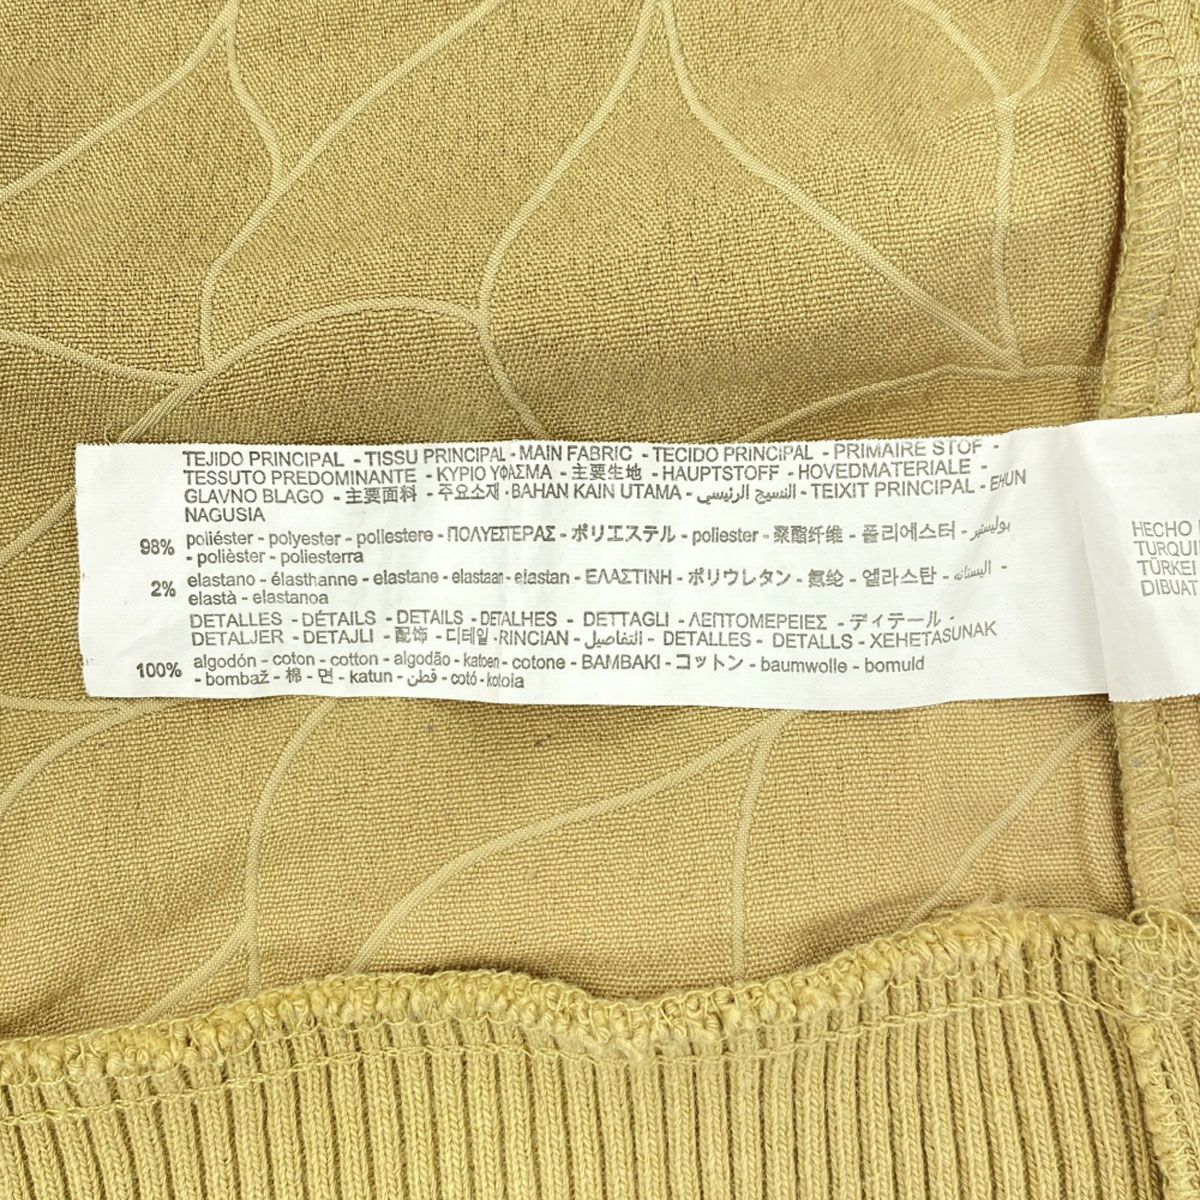 TEJIDO PRINCIPAL - TISSU PRINCIPAL - MAIN FABRIC - TECIDO PRINCIPAL - PRIMAIRE STOF -
TESSUTO PREDOMINANTE - ΚΥΡΙΟ ΥΦΑΣΜΑ - 主要生地 - HAUPTSTOFF - HOVEDMATERIALE -
GLAVNO BLAGO - 主要面料 - 주요소재 - BAHAN KAIN UTAMA - النسيج الرئيسي - TEIXIT PRINCIPAL - EHUN
NAGUSIA
98% poliéster - polyester - poliestere - ΠΟΛΥΕΣΤΕΡΑΣ - ポリエステル - poliester - 聚酯纤维 - 폴리에스터 - بوليستير
- polièster - poliesterra
2% elastano - élasthanne - elastane - elastaan - elastan - ΕΛΑΣΤΙΝΗ - ポリウレタン - 氨纶 - 엘라스탄 - اليستانه -
elastà - elastanoa
DETALLES - DÉTAILS - DETAILS - DETALHES - DETTAGLI - ΛΕΠΤΟΜΕΡΕΙΕΣ - ディテール -
DETALJER - DETAJLI - 配饰 - 디테일 - RINCIAN - التفاصيل - DETALLES - DETALLS - XEHETASUNAK
100% algodón - coton - cotton - algodão - katoen - cotone - BAMBAKI - コットン - baumwolle - bomuld
- bombaž - 棉 - 면 - katun - قطن - cotó - kotoia
HECHO
TURQUI
TÜRKEI
DIBUAT